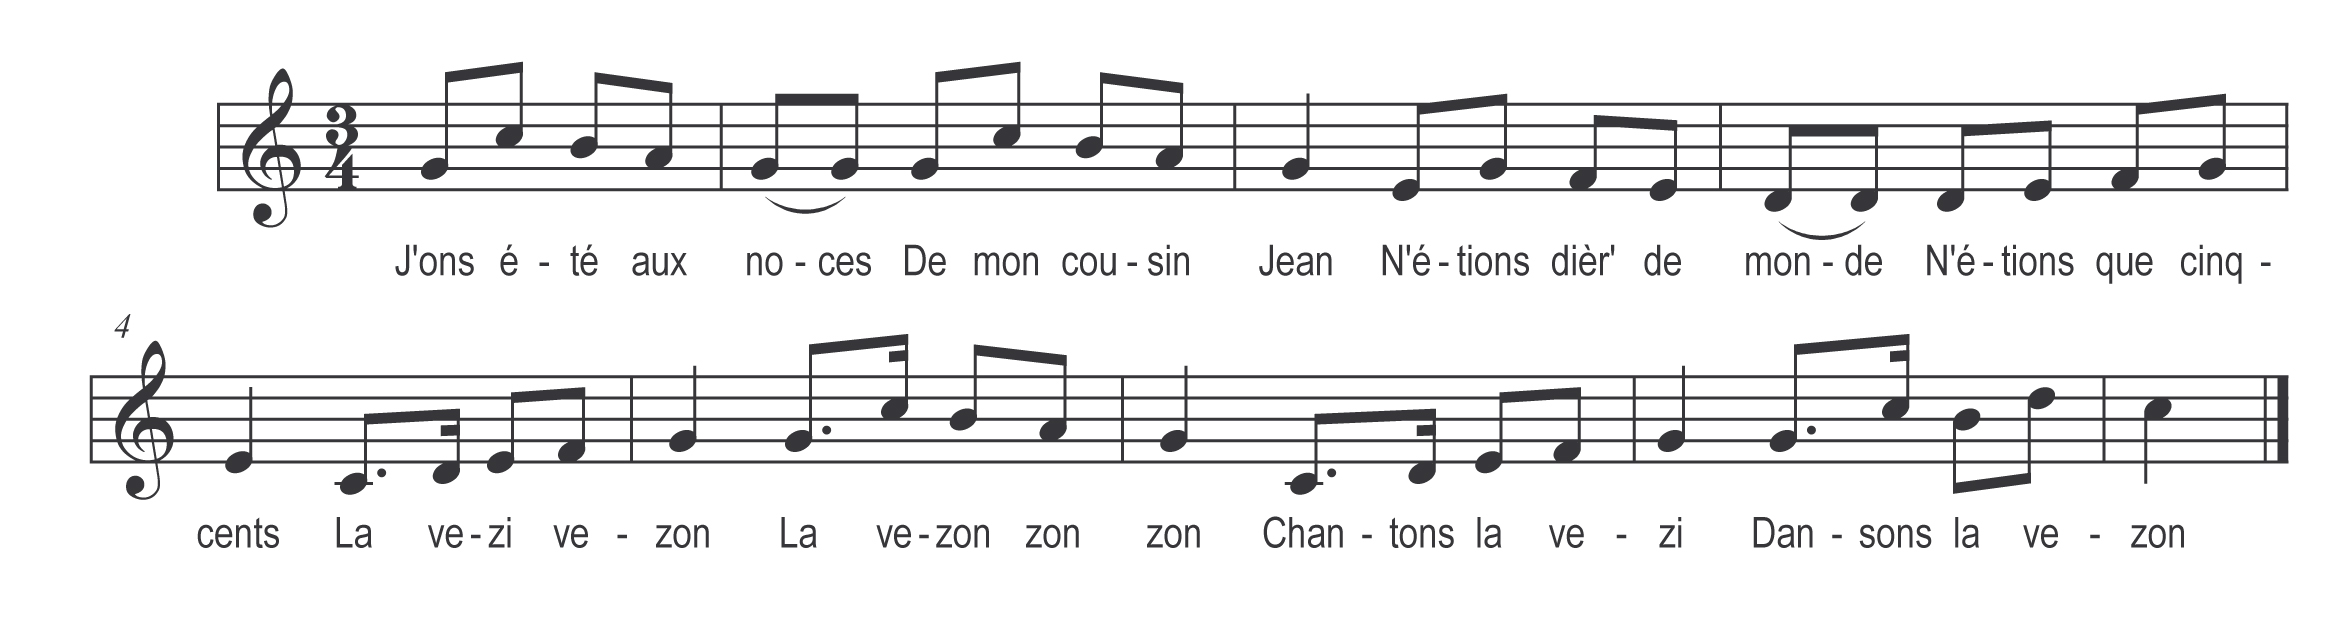 J'ons é - té aux no - ces De mon cou - sin Jean N'é - tions dièr' de mon - de N'é - tions que cinq -
4
cents La ve - zi ve - zon La ve - zon zon zon Chan - tons la ve - zi Dan - sons la ve - zon